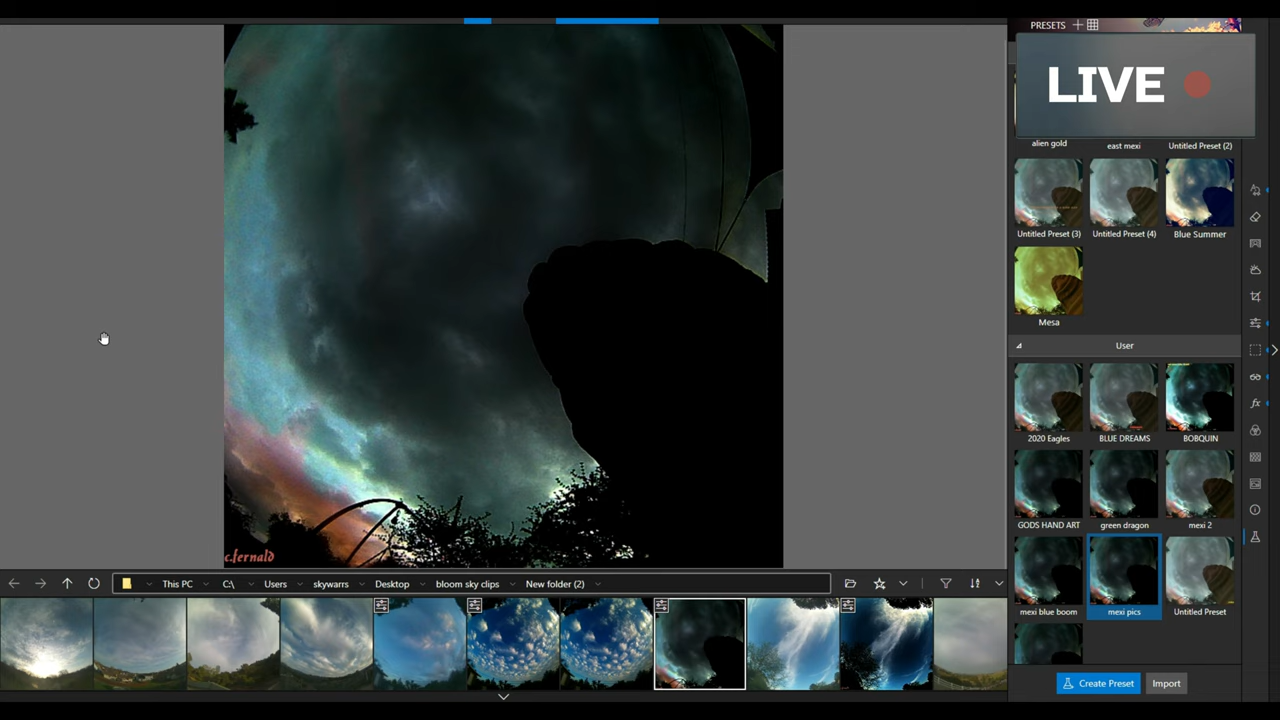 PRESETS
LIVE
alien gold
east mexi
Untitled Preset (2)
Untitled Preset (3)
Untitled Preset (4)
Blue Summer
Mesa
User
2020 Eagles
BLUE DREAMS
BOBQUIN
GODS HAND ART
green dragon
mexi 2
mexi blue boom
mexi pics
Untitled Preset
Create Preset
Import
c.fernald
This PC
C:\
Users
skywarrs
Desktop
bloom sky clips
New folder (2)